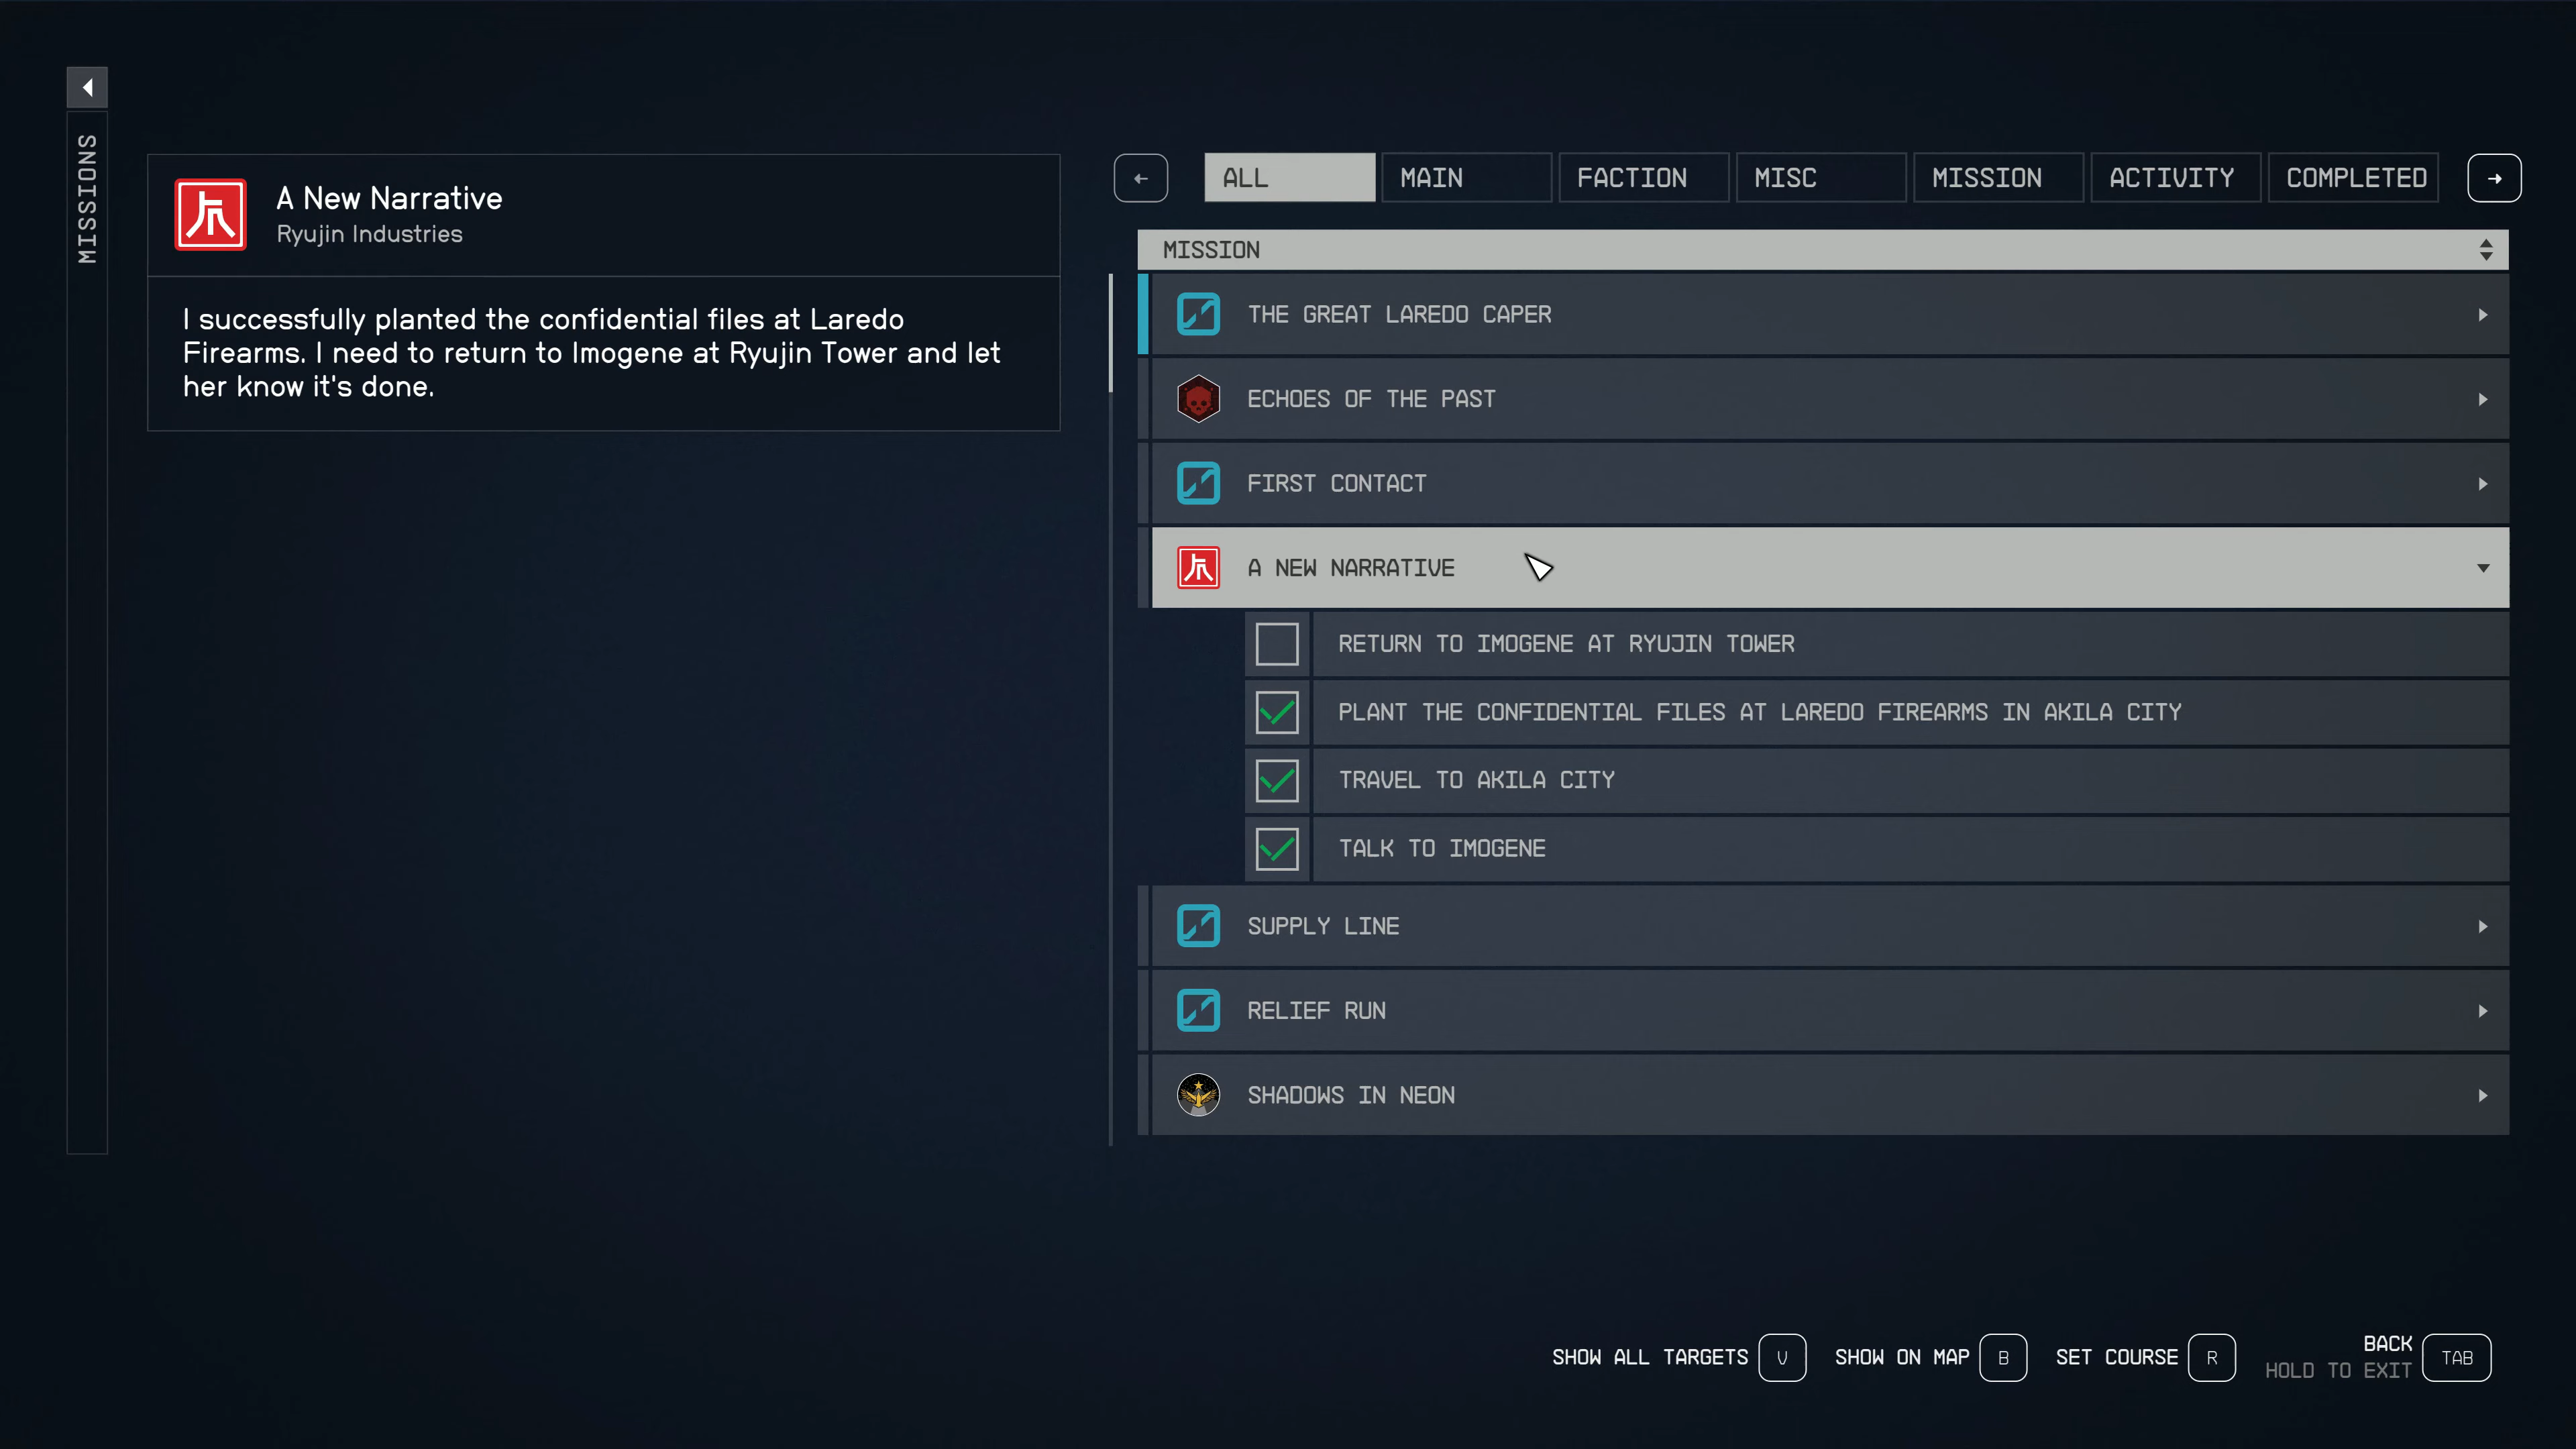 MISSIONS
A New Narrative
Ryujin Industries
I successfully planted the confidential files at Laredo
Firearms. I need to return to Imogene at Ryujin Tower and let
her know it's done.
ALL
MAIN
FACTION
MISC
MISSION
ACTIVITY
COMPLETED
MISSION
THE GREAT LAREDO CAPER
ECHOES OF THE PAST
FIRST CONTACT
A NEW NARRATIVE
RETURN TO IMOGENE AT RYUJIN TOWER
PLANT THE CONFIDENTIAL FILES AT LAREDO FIREARMS IN AKILA CITY
TRAVEL TO AKILA CITY
TALK TO IMOGENE
SUPPLY LINE
RELIEF RUN
SHADOWS IN NEON
SHOW ALL TARGETS V
SHOW ON MAP B
SET COURSE R
BACK
HOLD TO EXIT
TAB